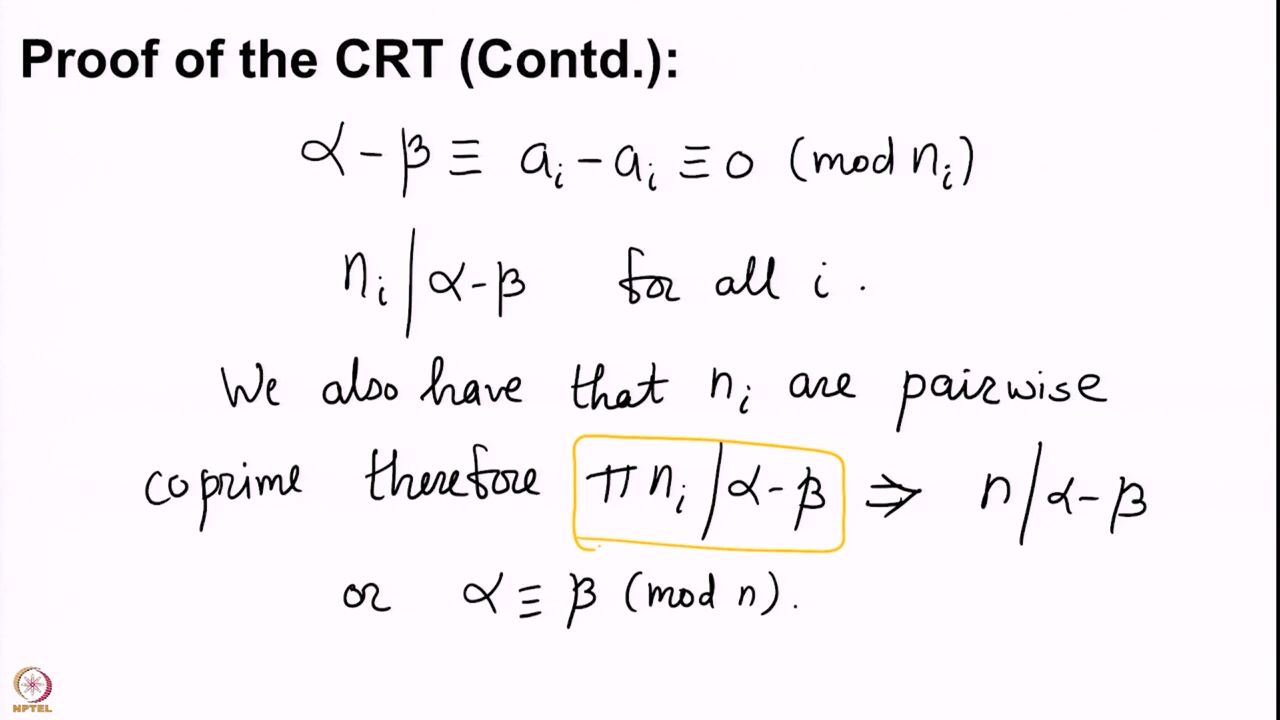 Proof of the CRT (Contd.):
α - β ≡ aᵢ - aᵢ ≡ 0 (mod nᵢ)
nᵢ | α - β for all i .
We also have that nᵢ are pairwise
coprime therefore π nᵢ | α - β ⇒ n | α - β
or α ≡ β (mod n).
NPTEL